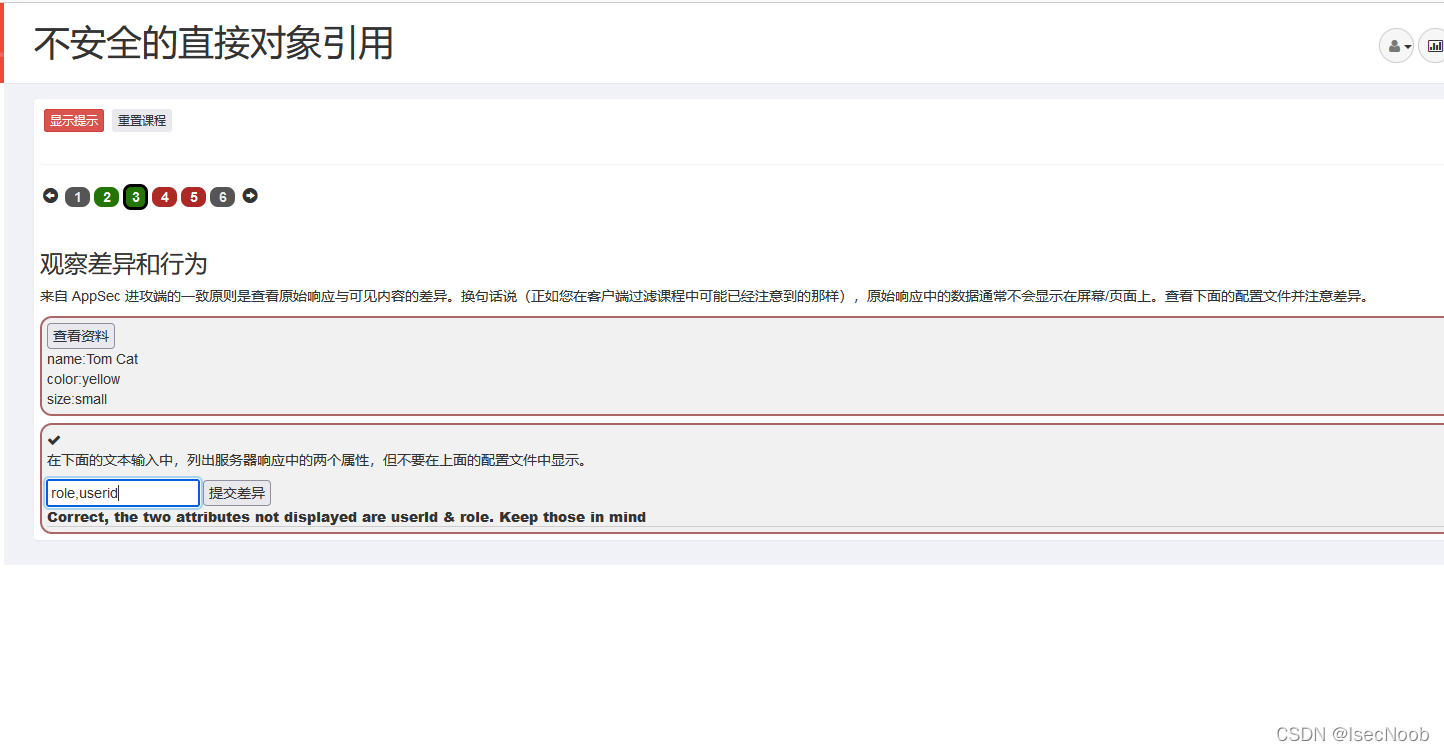 不安全的直接对象引用
显示提示 重置课程
1 2 3 4 5 6
观察差异和行为
来自 AppSec 进攻端的一致原则是查看原始响应与可见内容的差异。换句话说（正如您在客户端过滤课程中可能已经注意到的那样），原始响应中的数据通常不会显示在屏幕/页面上。查看下面的配置文件并注意差异。
查看资料
name:Tom Cat
color:yellow
size:small
在下面的文本输入中，列出服务器响应中的两个属性，但不要在上面的配置文件中显示。
role,userid 提交差异
Correct, the two attributes not displayed are userId & role. Keep those in mind
CSDN @IsecNoob